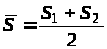 S̅ = (S₁ + S₂) / 2